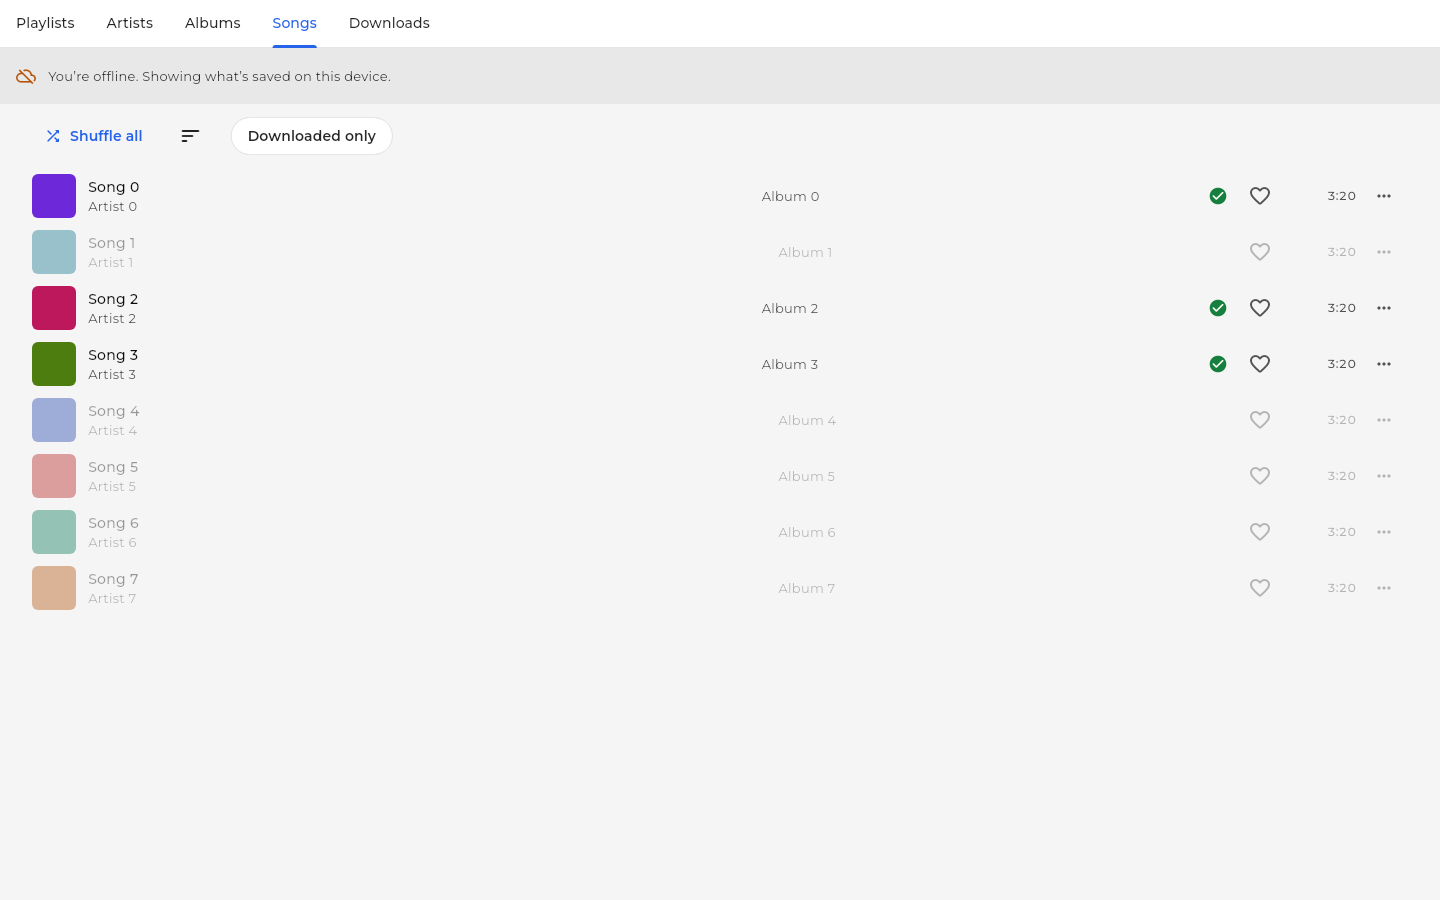 Playlists Artists Albums Songs Downloads
You're offline. Showing what's saved on this device.
Shuffle all Downloaded only
Song 0
Artist 0
Album 0
3:20
Song 1
Artist 1
Album 1
3:20
Song 2
Artist 2
Album 2
3:20
Song 3
Artist 3
Album 3
3:20
Song 4
Artist 4
Album 4
3:20
Song 5
Artist 5
Album 5
3:20
Song 6
Artist 6
Album 6
3:20
Song 7
Artist 7
Album 7
3:20